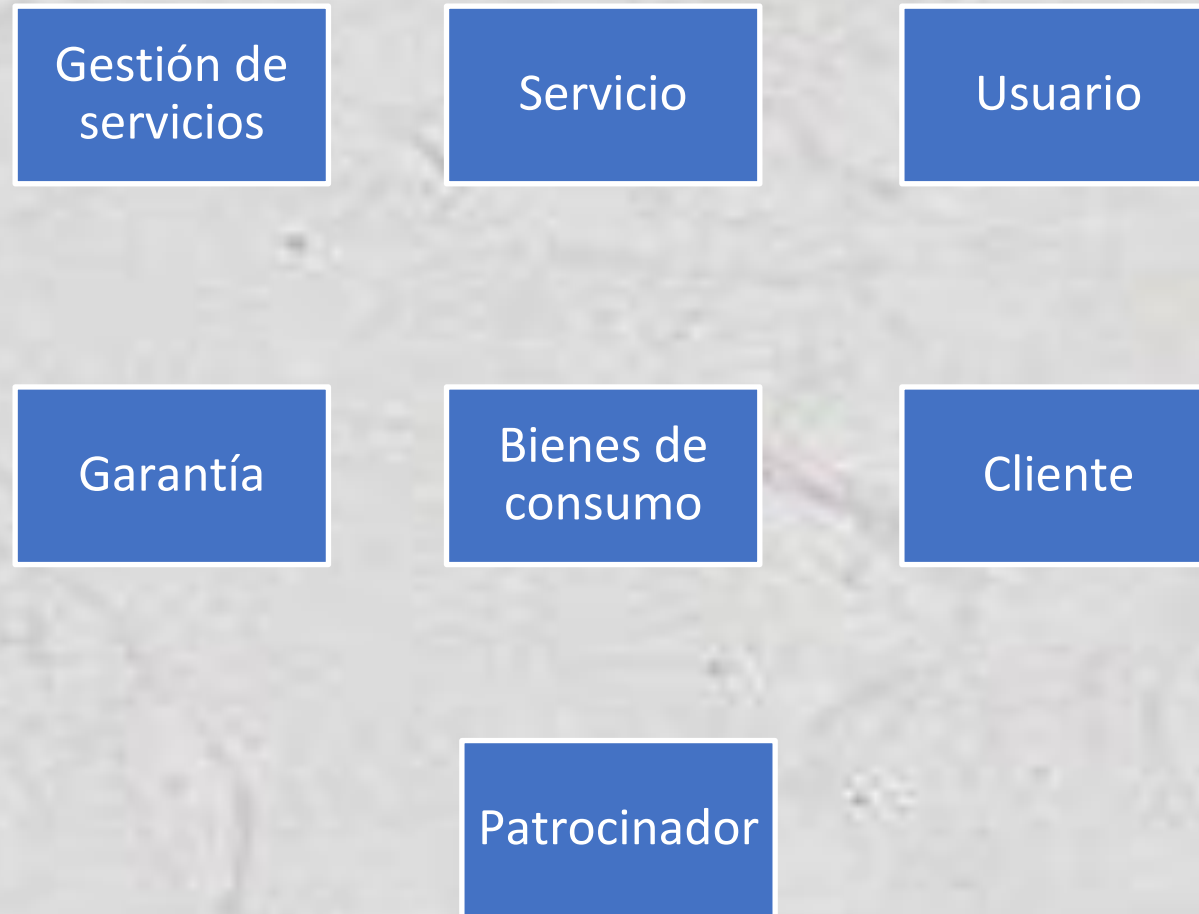 Gestión de
servicios
Servicio
Usuario
Garantía
Bienes de
consumo
Cliente
Patrocinador